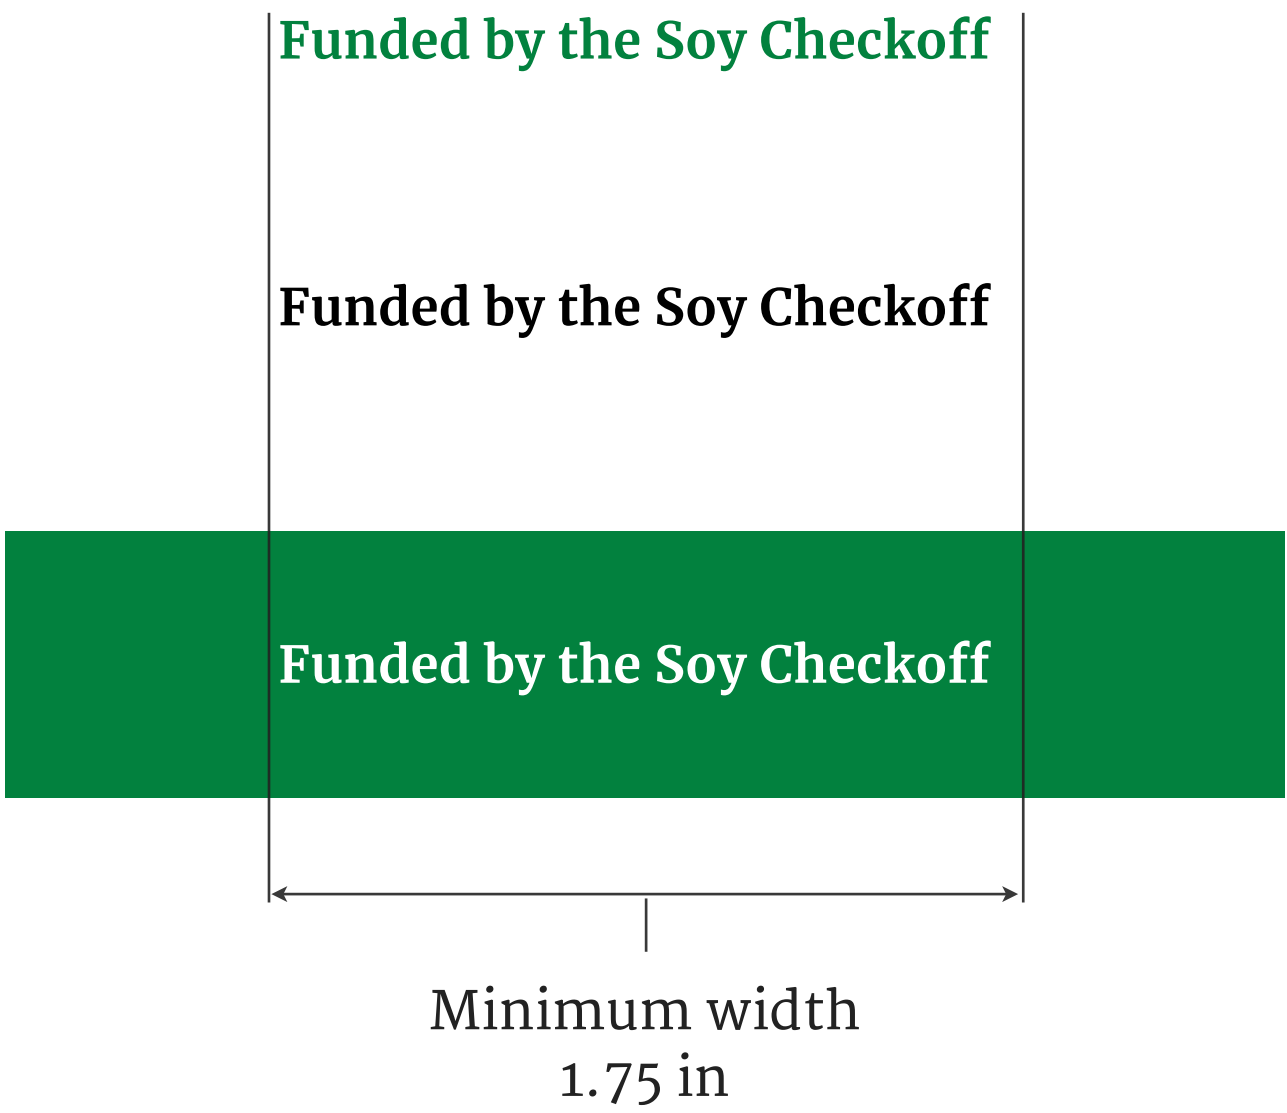 Funded by the Soy Checkoff
Funded by the Soy Checkoff
Funded by the Soy Checkoff
Minimum width
1.75 in